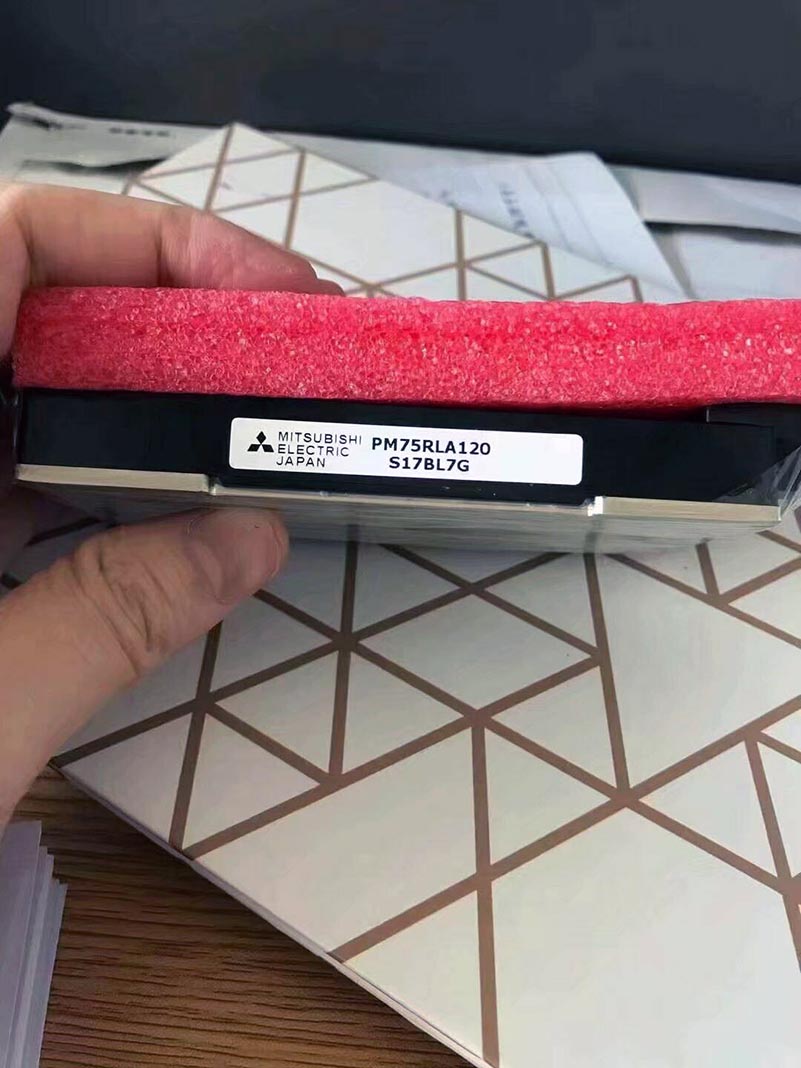 MITSUBISHI
ELECTRIC
JAPAN
PM75RLA120
S17BL7G